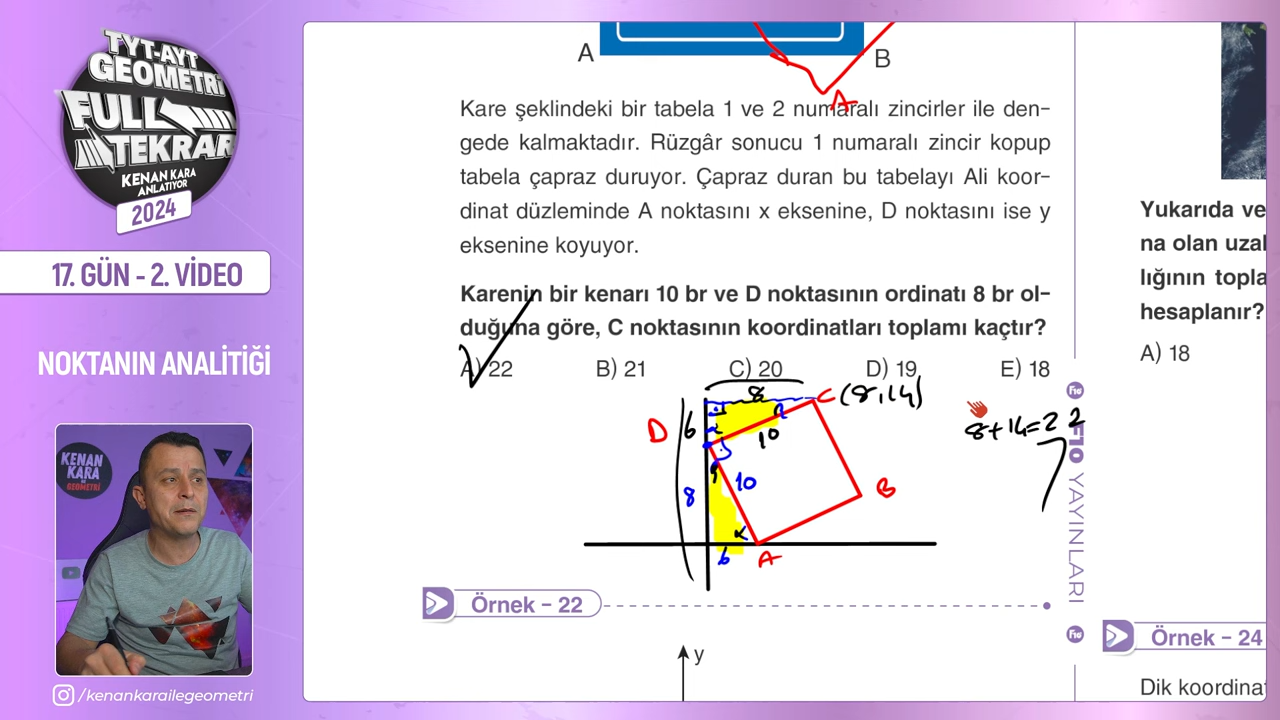 TYT-AYT
GEOMETRİ
FULL
TEKRAR
KENAN KARA
ANLATIYOR
2024
17. GÜN - 2. VİDEO
NOKTANIN ANALİTİĞİ
KENAN
KARA
GEOMETRİ
/kenankarailegeometri
A
B
A
Kare şeklindeki bir tabela 1 ve 2 numaralı zincirler ile den-
gede kalmaktadır. Rüzgâr sonucu 1 numaralı zincir kopup
tabela çapraz duruyor. Çapraz duran bu tabelayı Ali koor-
dinat düzleminde A noktasını x eksenine, D noktasını ise y
eksenine koyuyor.
Karenin bir kenarı 10 br ve D noktasının ordinatı 8 br ol-
duğuna göre, C noktasının koordinatları toplamı kaçtır?
A) 22 B) 21 C) 20 D) 19 E) 18
8
C (8,14)
D 6
10
8+14=22
8 10
B
α
6 A
Örnek - 22
y
F10 YAYINLARI
F10
F10
Yukarıda ve
na olan uzal
lığının topla
hesaplanır?
A) 18
Örnek - 24
Dik koordinat